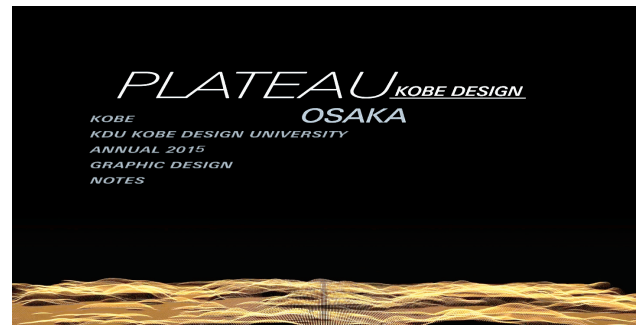 PLATEAU KOBE DESIGN
KOBE OSAKA
KDU KOBE DESIGN UNIVERSITY
ANNUAL 2015
GRAPHIC DESIGN
NOTES